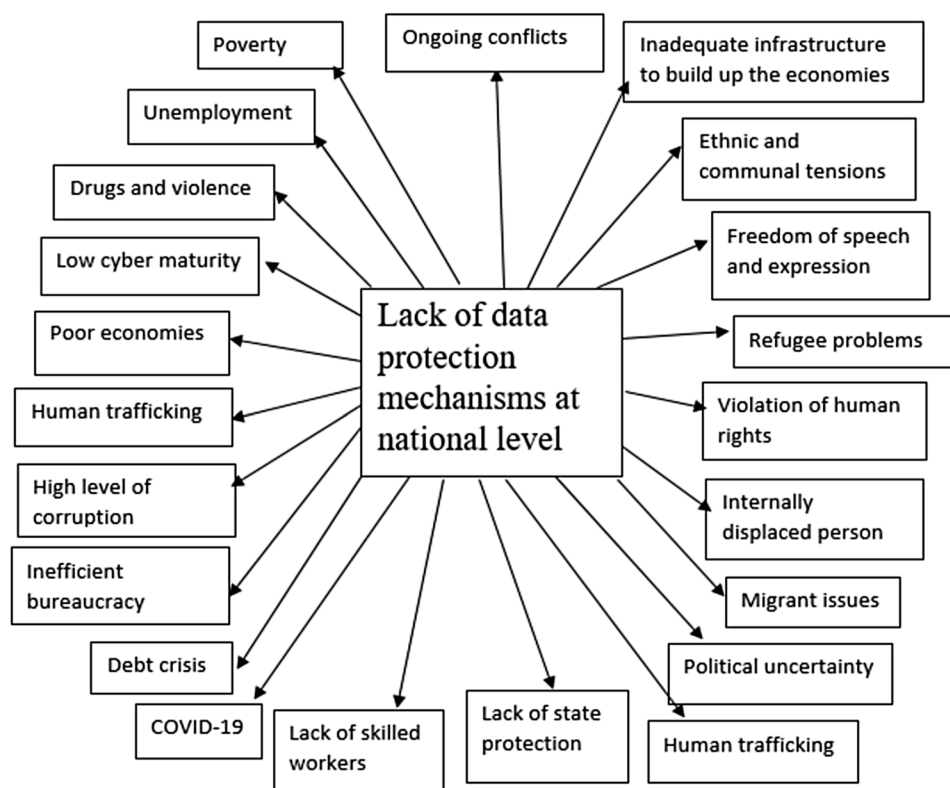 Poverty
Ongoing conflicts
Inadequate infrastructure
to build up the economies
Unemployment
Ethnic and
communal tensions
Drugs and violence
Freedom of speech
and expression
Low cyber maturity
Lack of data
protection
mechanisms at
national level
Poor economies
Refugee problems
Human trafficking
Violation of human
rights
High level of
corruption
Internally
displaced person
Inefficient
bureaucracy
Migrant issues
Debt crisis
Political uncertainty
COVID-19
Lack of skilled
workers
Lack of state
protection
Human trafficking